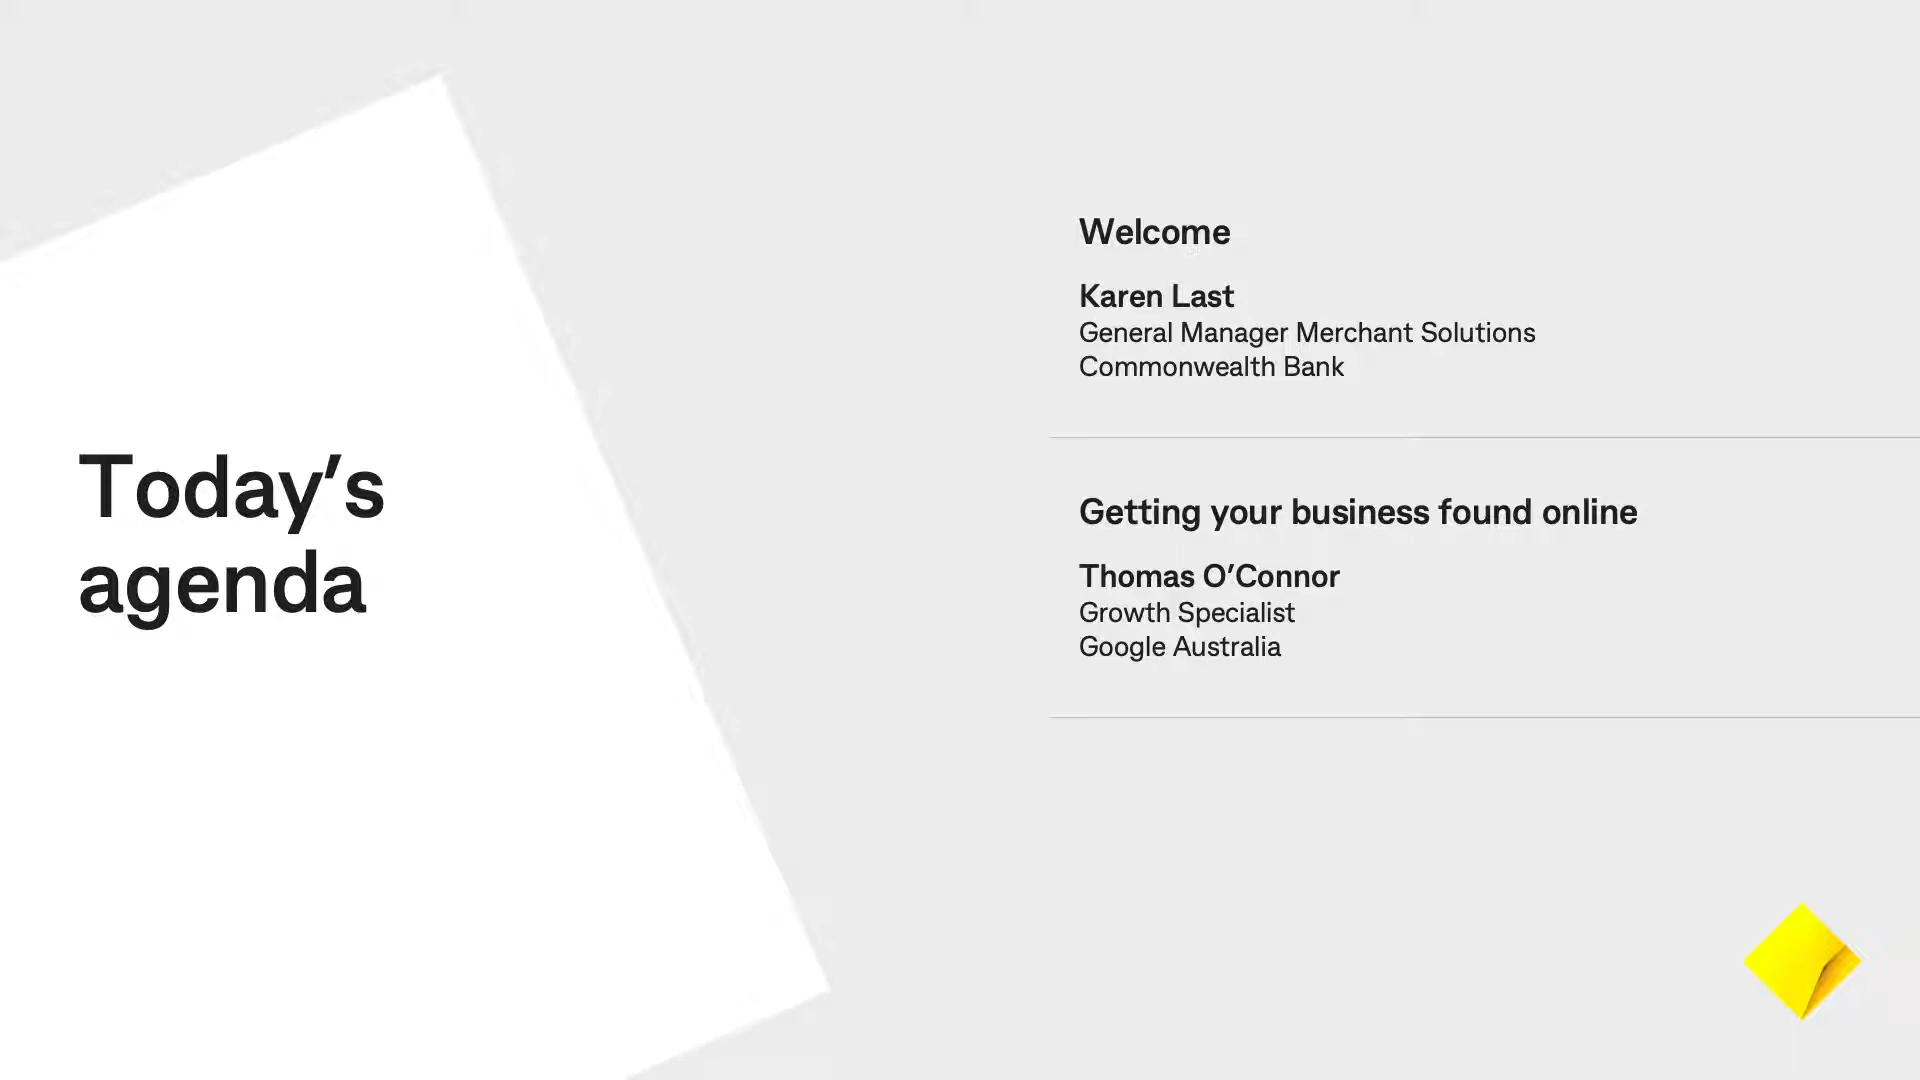 Today’s
agenda
Welcome
Karen Last
General Manager Merchant Solutions
Commonwealth Bank
Getting your business found online
Thomas O’Connor
Growth Specialist
Google Australia